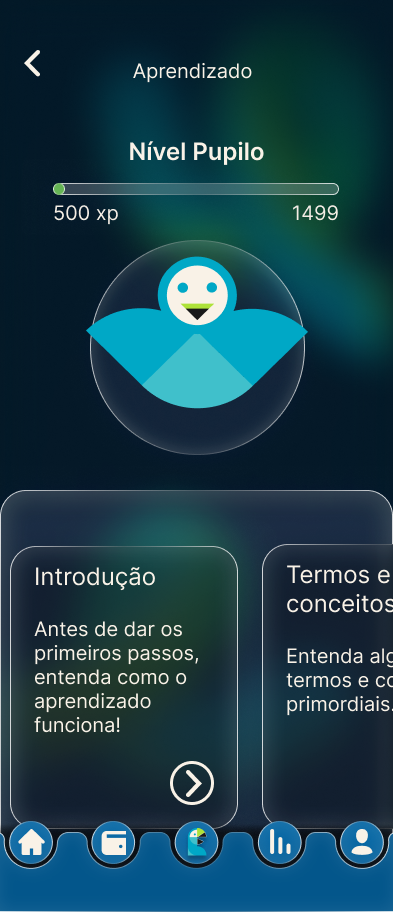 Aprendizado
Nível Pupilo
500 xp 1499
Introdução
Antes de dar os
primeiros passos,
entenda como o
aprendizado
funciona!
Termos e
conceitos
Entenda alg
termos e co
primordiais.